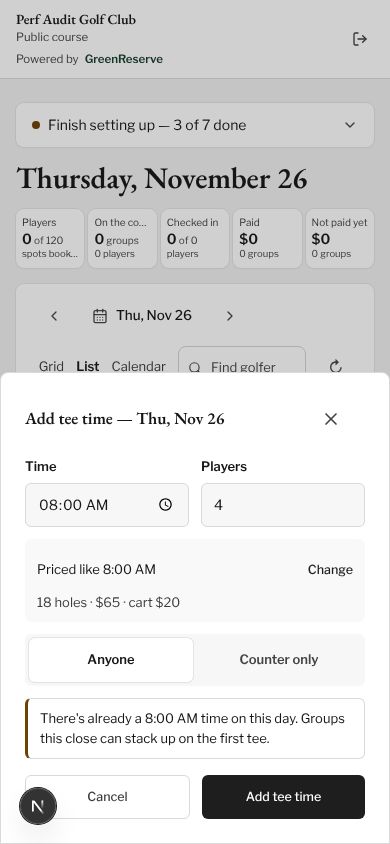 Perf Audit Golf Club
Public course
Powered by GreenReserve
Finish setting up — 3 of 7 done
Thursday, November 26
Players
0 of 120
spots book...
On the co...
0 groups
0 players
Checked in
0 of 0
players
Paid
$0
0 groups
Not paid yet
$0
0 groups
Thu, Nov 26
Grid List Calendar Find golfer
Add tee time — Thu, Nov 26
Time Players
08:00 AM 4
Priced like 8:00 AM Change
18 holes · $65 · cart $20
Anyone Counter only
There's already a 8:00 AM time on this day. Groups
this close can stack up on the first tee.
N Cancel Add tee time